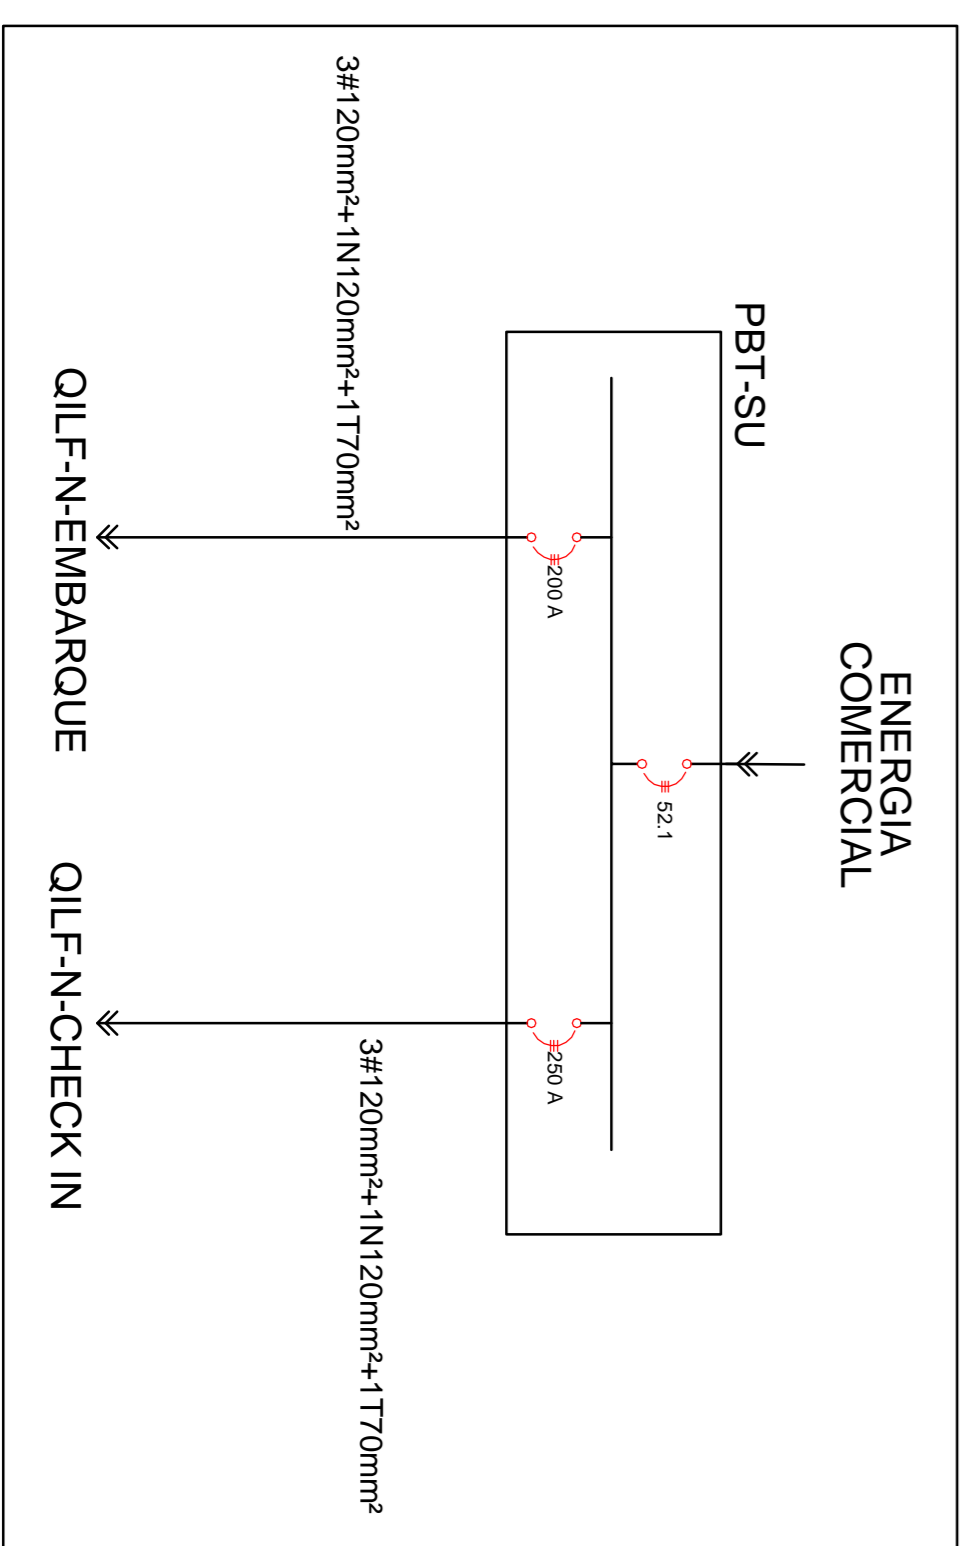 ENERGIA
COMERCIAL
PBT-SU
52.1
200 A
250 A
3#120mm²+1N120mm²+1T70mm²
3#120mm²+1N120mm²+1T70mm²
QILF-N-EMBARQUE
QILF-N-CHECK IN